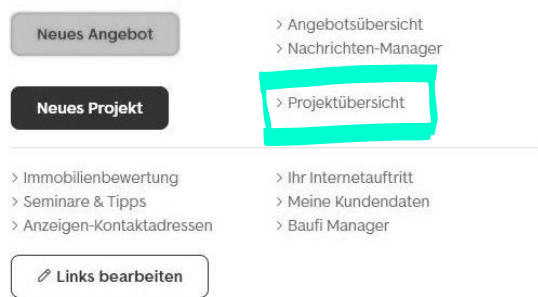 Neues Angebot
> Angebotsübersicht
> Nachrichten-Manager
Neues Projekt
> Projektübersicht
> Immobilienbewertung
> Seminare & Tipps
> Anzeigen-Kontaktadressen
> Ihr Internetauftritt
> Meine Kundendaten
> Baufi Manager
Links bearbeiten